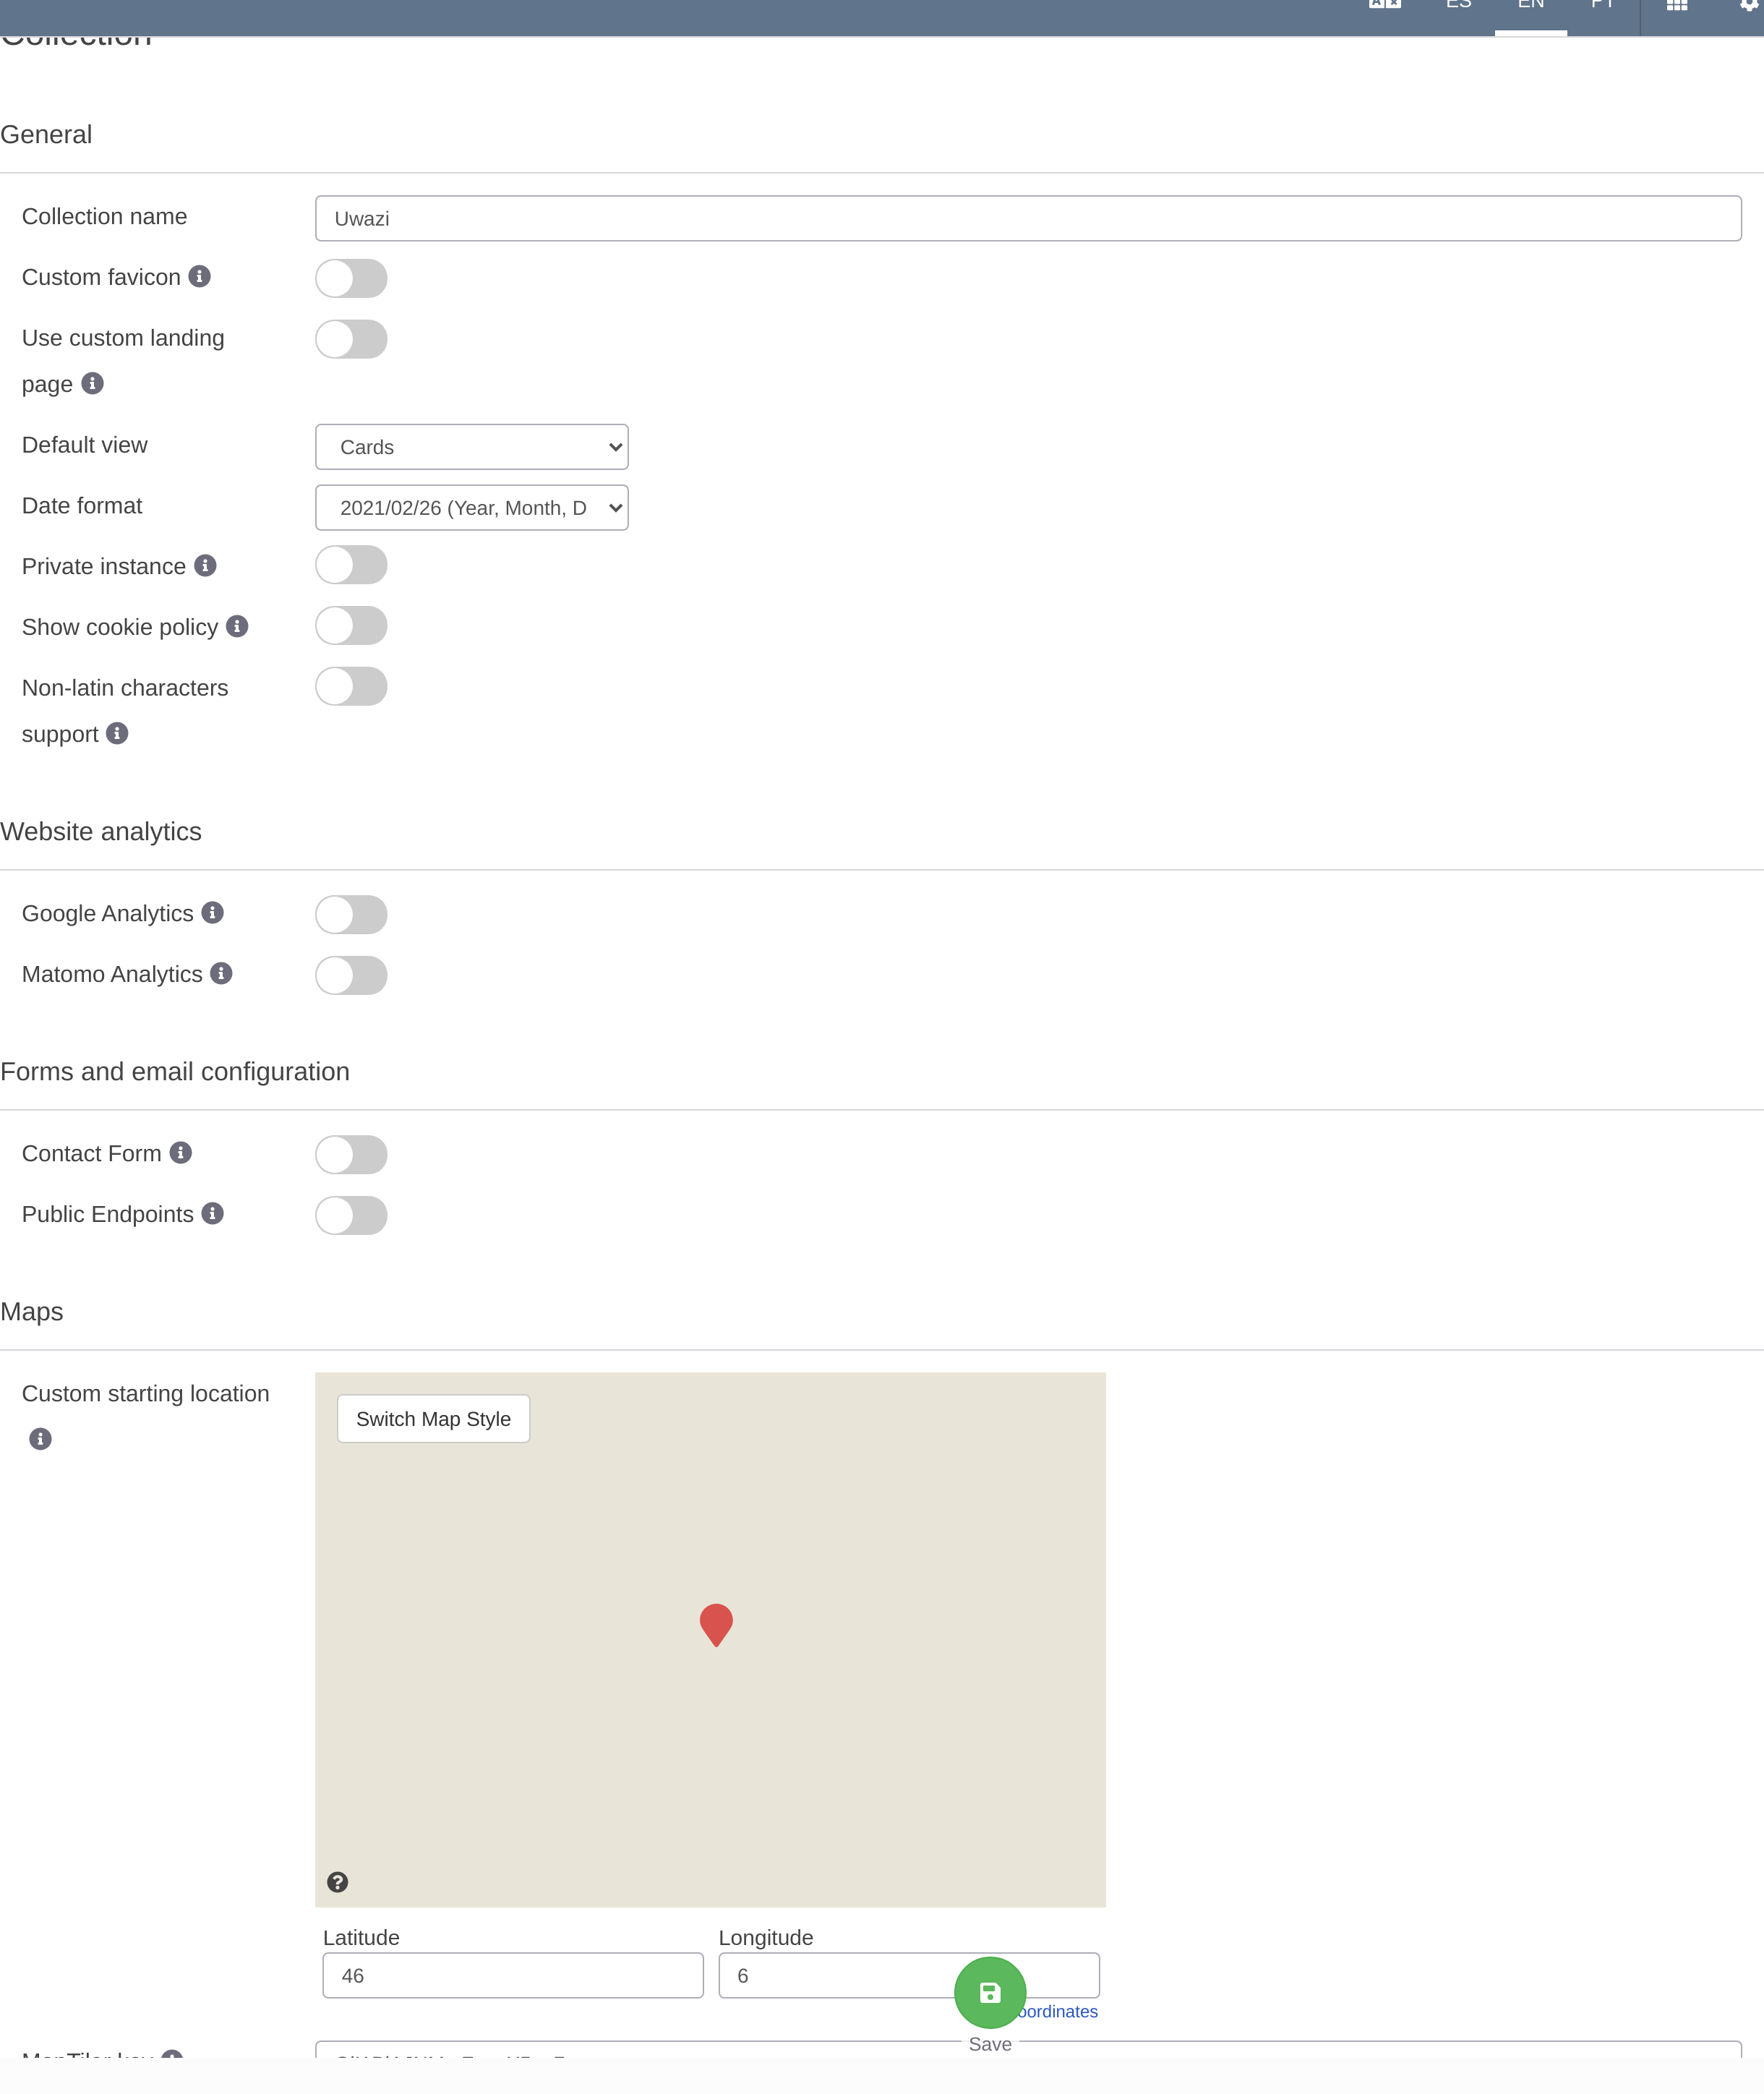 ES EN PT
Collection
General
Collection name
Uwazi
Custom favicon
Use custom landing
page
Default view
Cards
Date format
2021/02/26 (Year, Month, D
Private instance
Show cookie policy
Non-latin characters
support
Website analytics
Google Analytics
Matomo Analytics
Forms and email configuration
Contact Form
Public Endpoints
Maps
Custom starting location
Switch Map Style
Latitude Longitude
46 6
oordinates
Save
MapTiler key